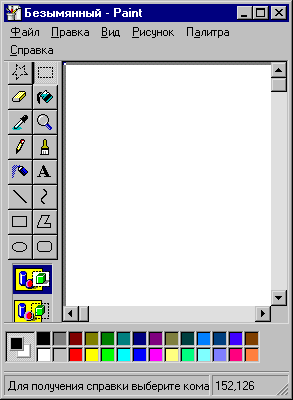 Безымянный - Paint
Файл Правка Вид Рисунок Палитра
Справка
A
Для получения справки выберите кома 152,126